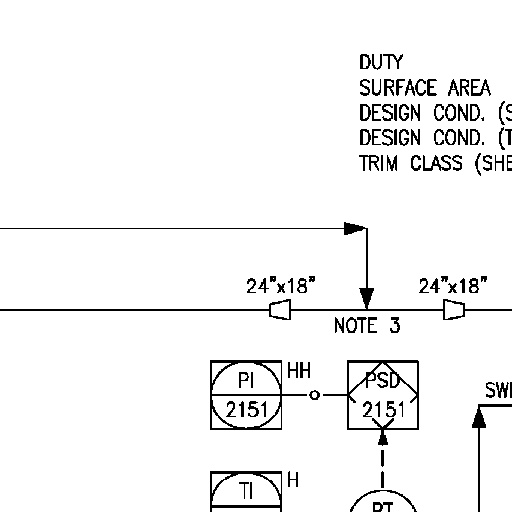 DUTY
SURFACE AREA
DESIGN COND. (S
DESIGN COND. (T
TRIM CLASS (SHE
24"x18"
24"x18"
NOTE 3
PI
2151
HH
PSD
2151
SWI
TI
H
PT